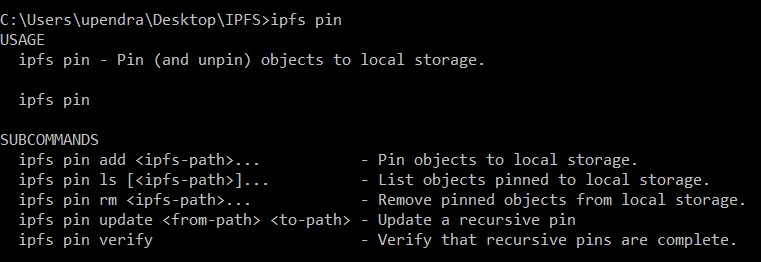 C:\Users\upendra\Desktop\IPFS>ipfs pin
USAGE
  ipfs pin - Pin (and unpin) objects to local storage.

  ipfs pin

SUBCOMMANDS
  ipfs pin add <ipfs-path>...           - Pin objects to local storage.
  ipfs pin ls [<ipfs-path>]...          - List objects pinned to local storage.
  ipfs pin rm <ipfs-path>...            - Remove pinned objects from local storage.
  ipfs pin update <from-path> <to-path> - Update a recursive pin
  ipfs pin verify                       - Verify that recursive pins are complete.